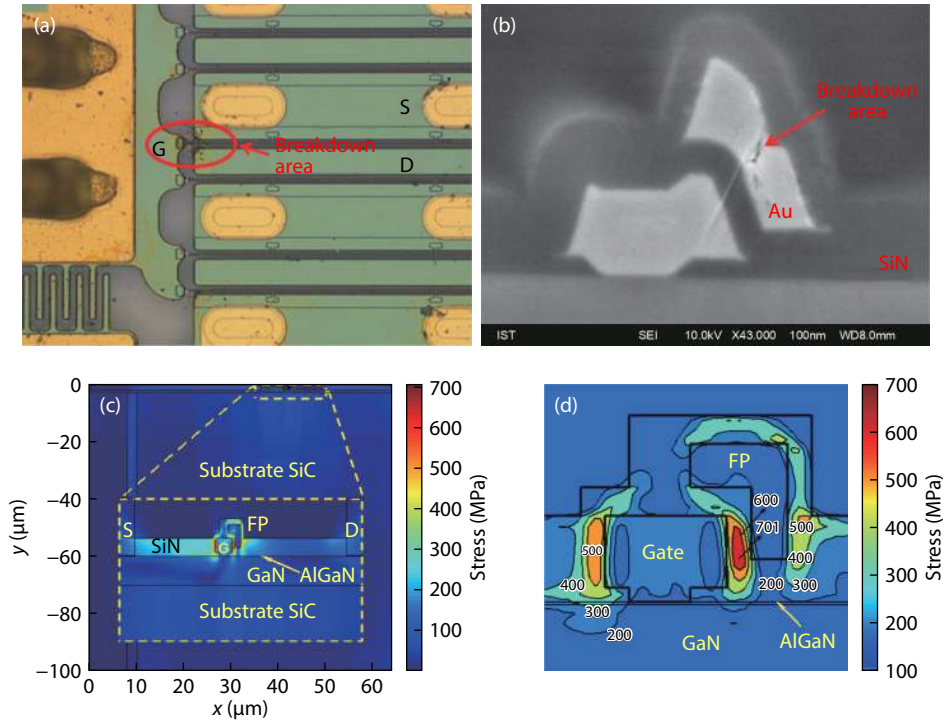 (a)
G
S
D
Breakdown
area
(b)
Breakdown
area
Au
SiN
IST SEI 10.0kV X43,000 100nm WD8.0mm
(c)
0
−20
−40
−60
−80
−100
y (μm)
0 10 20 30 40 50 60
x (μm)
Substrate SiC
S
FP
D
SiN
G
GaN AlGaN
Substrate SiC
700
600
500
400
300
200
100
Stress (MPa)
(d)
FP
600
701
500
500
Gate
400
400
200
300
300
200
AlGaN
GaN
700
600
500
400
300
200
100
Stress (MPa)